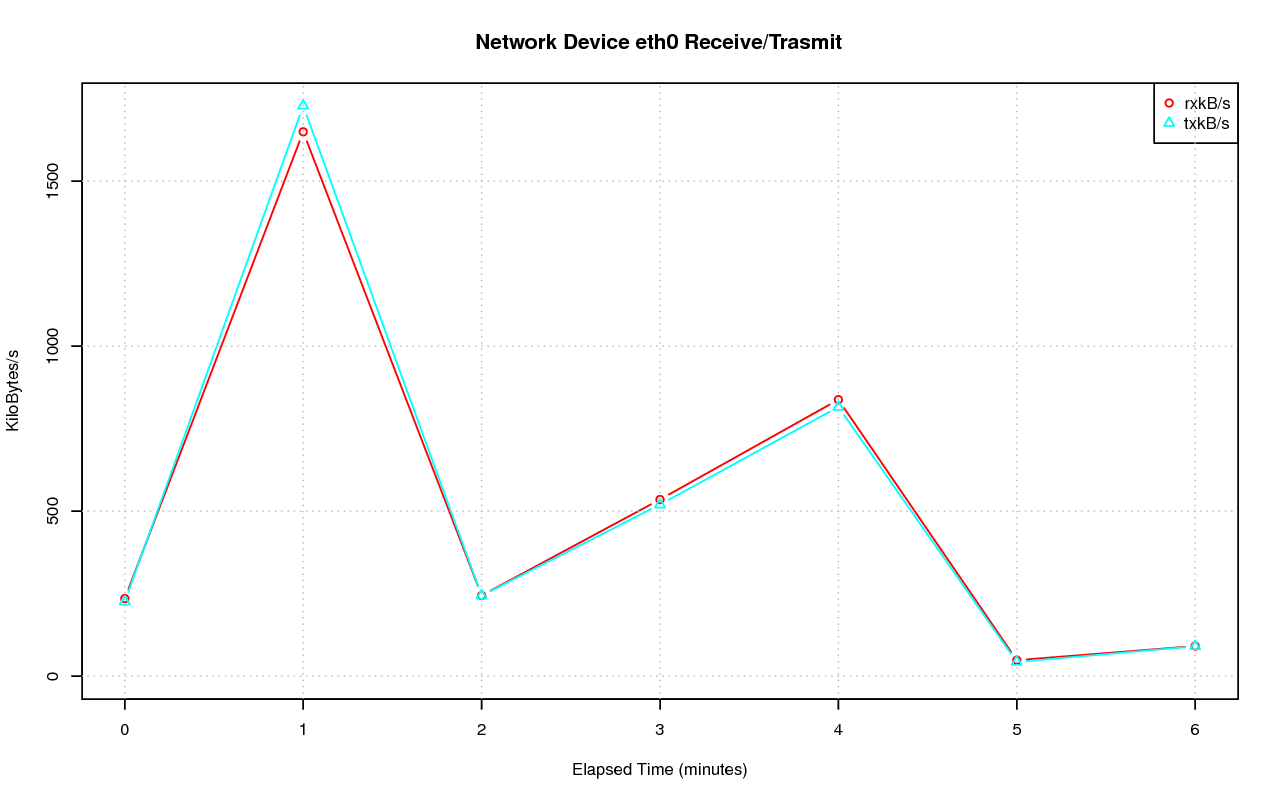 Network Device eth0 Receive/Trasmit
rxkB/s
txkB/s
1500
1000
500
0
KiloBytes/s
0 1 2 3 4 5 6
Elapsed Time (minutes)